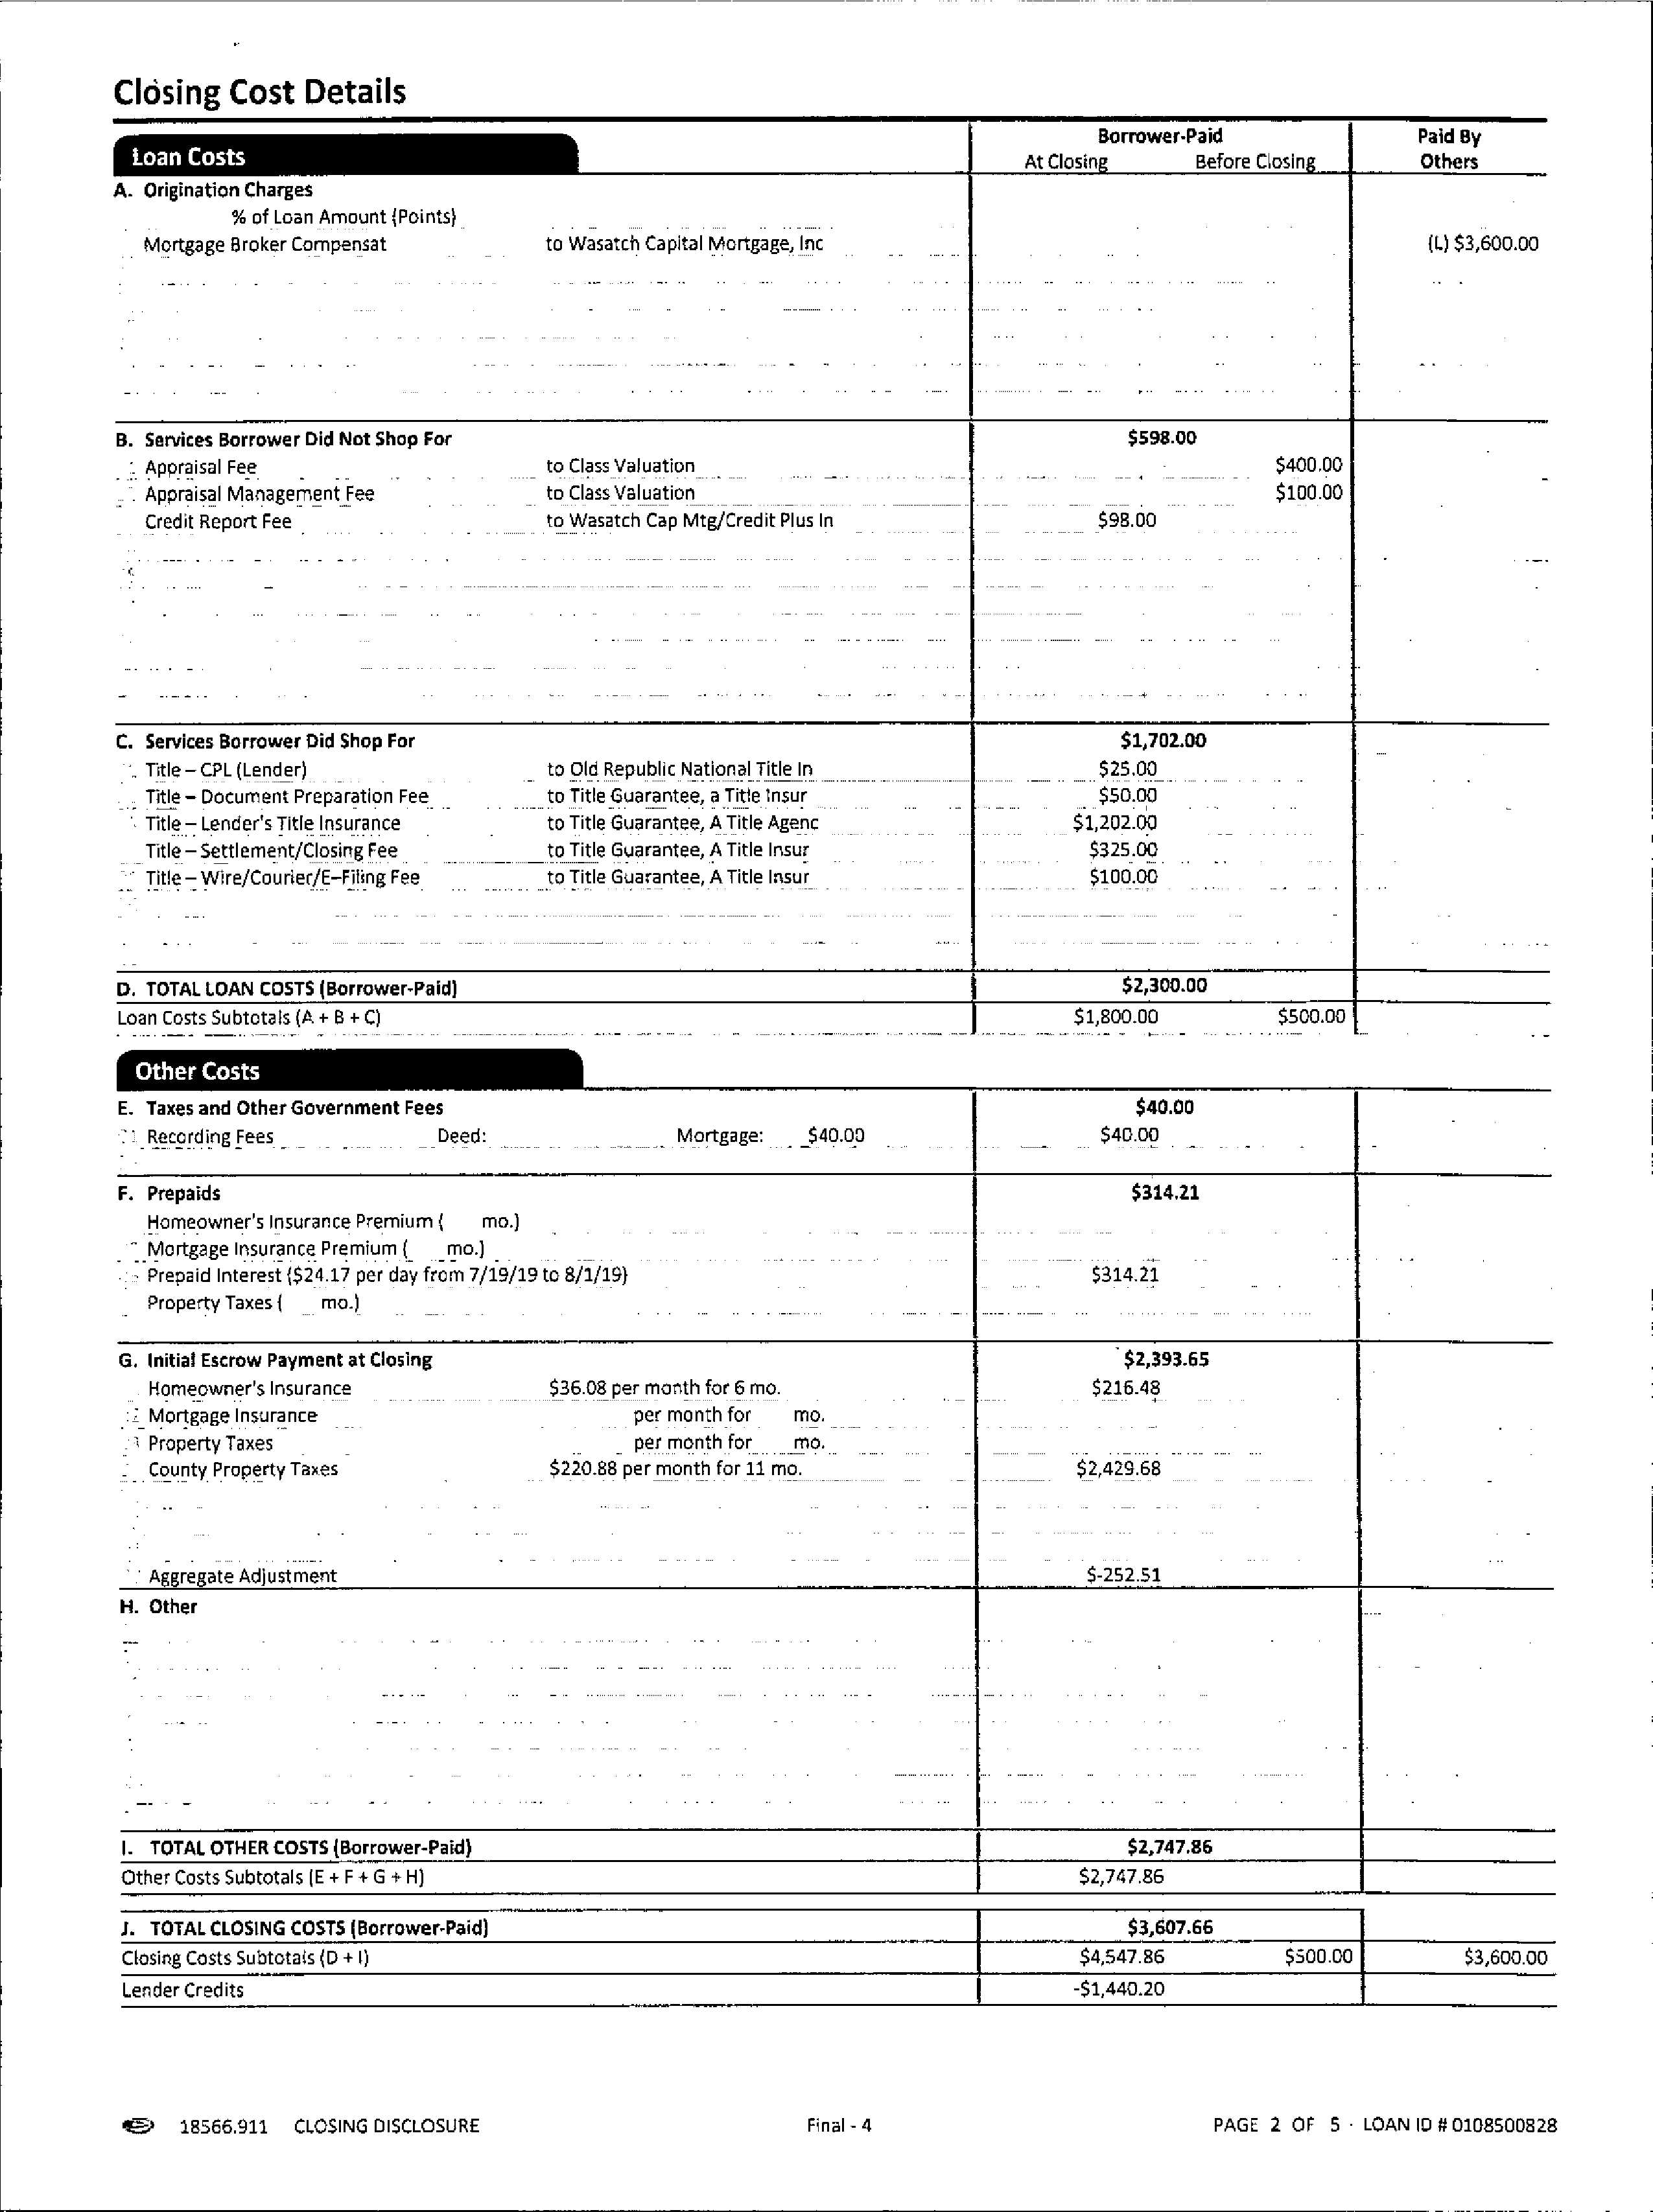 Closing Cost Details
Loan Costs
Borrower-Paid
Paid By
At Closing Before Closing Others
A. Origination Charges
% of Loan Amount (Points)
Mortgage Broker Compensat to Wasatch Capital Mortgage, Inc (L) $3,600.00
B. Services Borrower Did Not Shop For $598.00
Appraisal Fee to Class Valuation $400.00
Appraisal Management Fee to Class Valuation $100.00
Credit Report Fee to Wasatch Cap Mtg/Credit Plus In $98.00
C. Services Borrower Did Shop For $1,702.00
Title – CPL (Lender) to Old Republic National Title In $25.00
Title – Document Preparation Fee to Title Guarantee, a Title Insur $50.00
Title – Lender's Title Insurance to Title Guarantee, A Title Agenc $1,202.00
Title – Settlement/Closing Fee to Title Guarantee, A Title Insur $325.00
Title – Wire/Courier/E–Filing Fee to Title Guarantee, A Title Insur $100.00
D. TOTAL LOAN COSTS (Borrower-Paid) $2,300.00
Loan Costs Subtotals (A + B + C) $1,800.00 $500.00
Other Costs
E. Taxes and Other Government Fees $40.00
Recording Fees Deed: Mortgage: $40.00 $40.00
F. Prepaids $314.21
Homeowner's Insurance Premium ( mo.)
Mortgage Insurance Premium ( mo.)
Prepaid Interest ($24.17 per day from 7/19/19 to 8/1/19) $314.21
Property Taxes ( mo.)
G. Initial Escrow Payment at Closing $2,393.65
Homeowner's Insurance $36.08 per month for 6 mo. $216.48
Mortgage Insurance per month for mo.
Property Taxes per month for mo.
County Property Taxes $220.88 per month for 11 mo. $2,429.68
Aggregate Adjustment $-252.51
H. Other
I. TOTAL OTHER COSTS (Borrower-Paid) $2,747.86
Other Costs Subtotals (E + F + G + H) $2,747.86
J. TOTAL CLOSING COSTS (Borrower-Paid) $3,607.66
Closing Costs Subtotals (D + I) $4,547.86 $500.00 $3,600.00
Lender Credits -$1,440.20
18566.911 CLOSING DISCLOSURE Final - 4 PAGE 2 OF 5 · LOAN ID # 0108500828